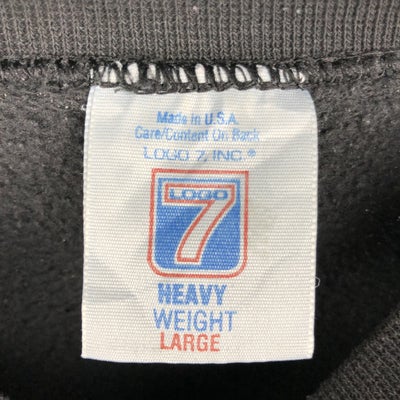 Made in U.S.A.
Care/Content On Back
LOGO 7, INC.®
LOGO
7
HEAVY
WEIGHT
LARGE